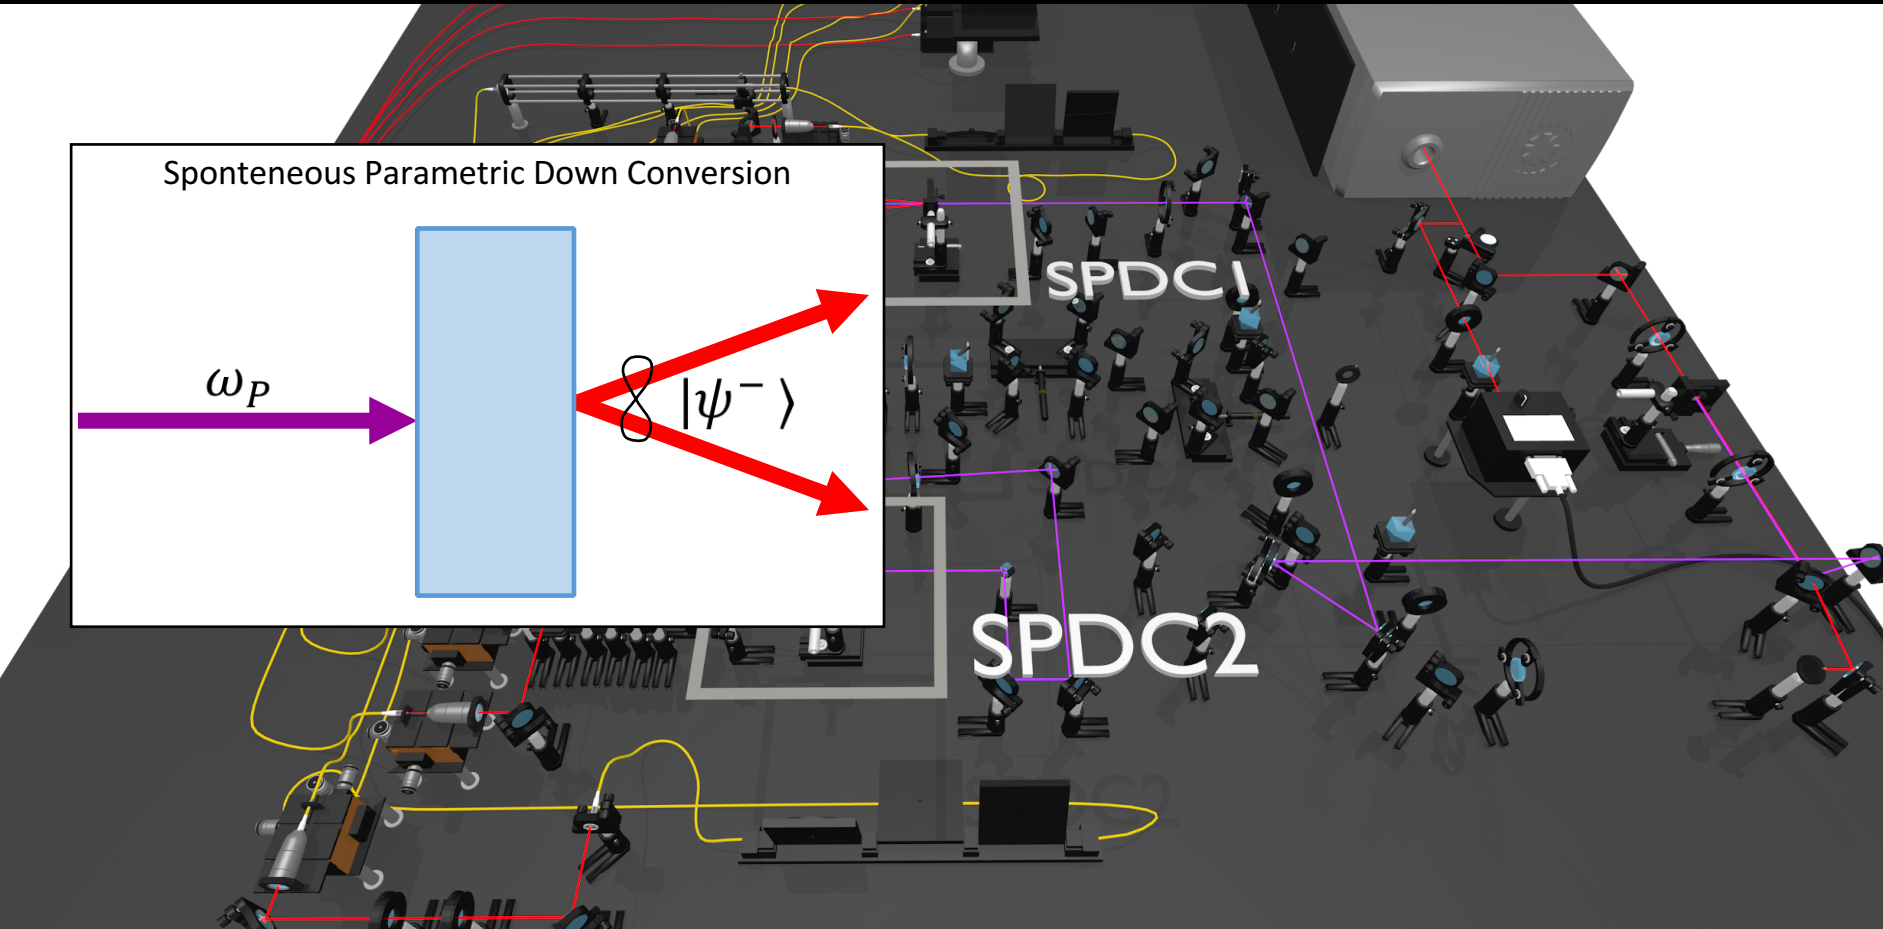 Sponteneous Parametric Down Conversion
ω_P
|ψ⁻⟩
SPDC1
SPDC2